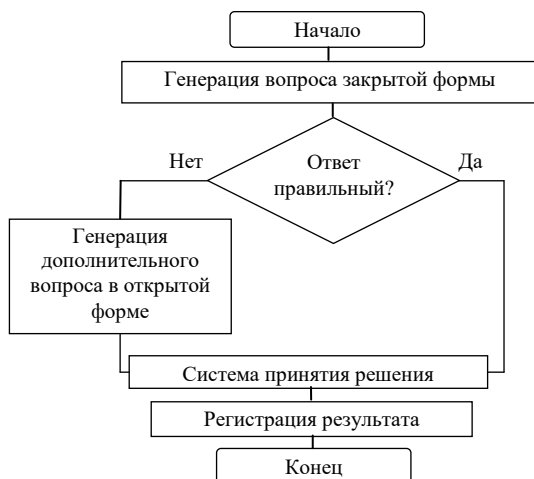 Начало
Генерация вопроса закрытой формы
Нет
Ответ
правильный?
Да
Генерация
дополнительного
вопроса в открытой
форме
Система принятия решения
Регистрация результата
Конец